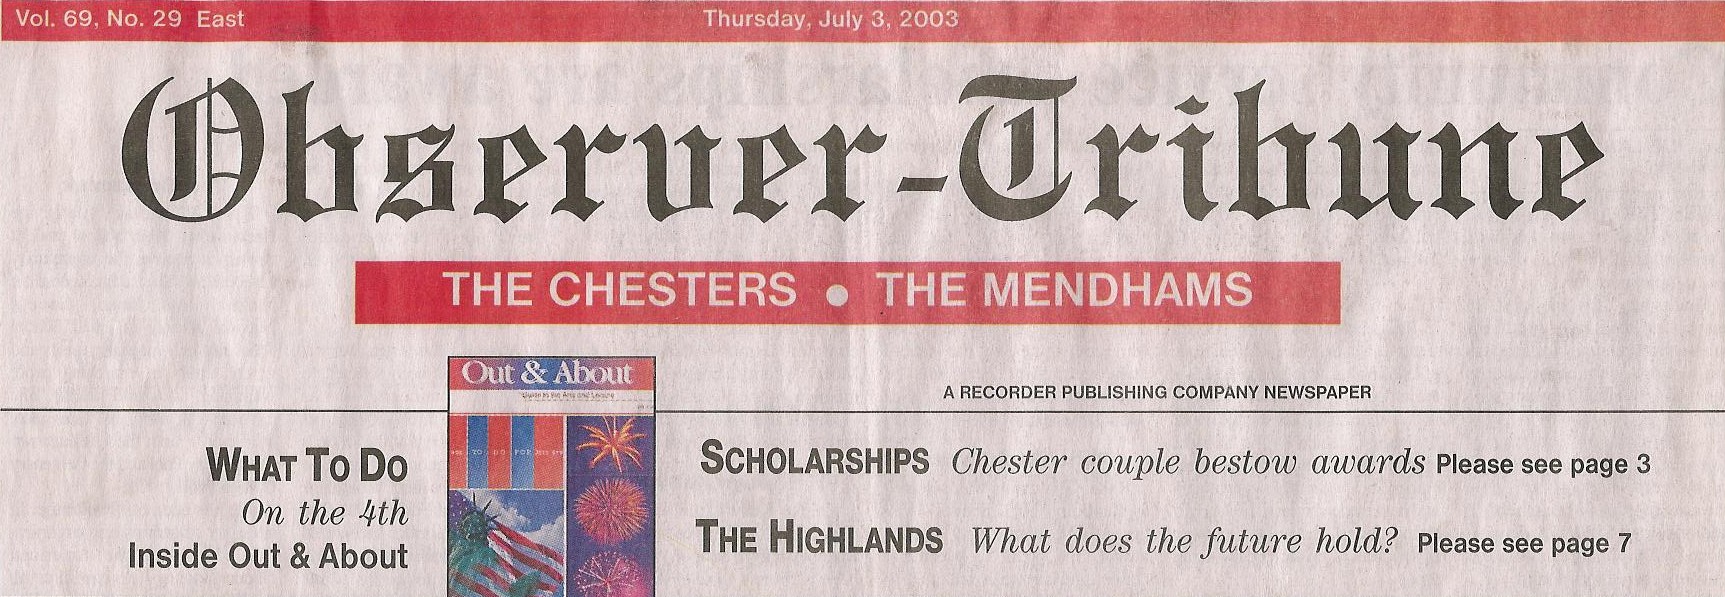 Vol. 69, No. 29 East
Thursday, July 3, 2003
Observer-Tribune
THE CHESTERS • THE MENDHAMS
Out & About
A RECORDER PUBLISHING COMPANY NEWSPAPER
WHAT TO DO
On the 4th
Inside Out & About
SCHOLARSHIPS Chester couple bestow awards Please see page 3
THE HIGHLANDS What does the future hold? Please see page 7